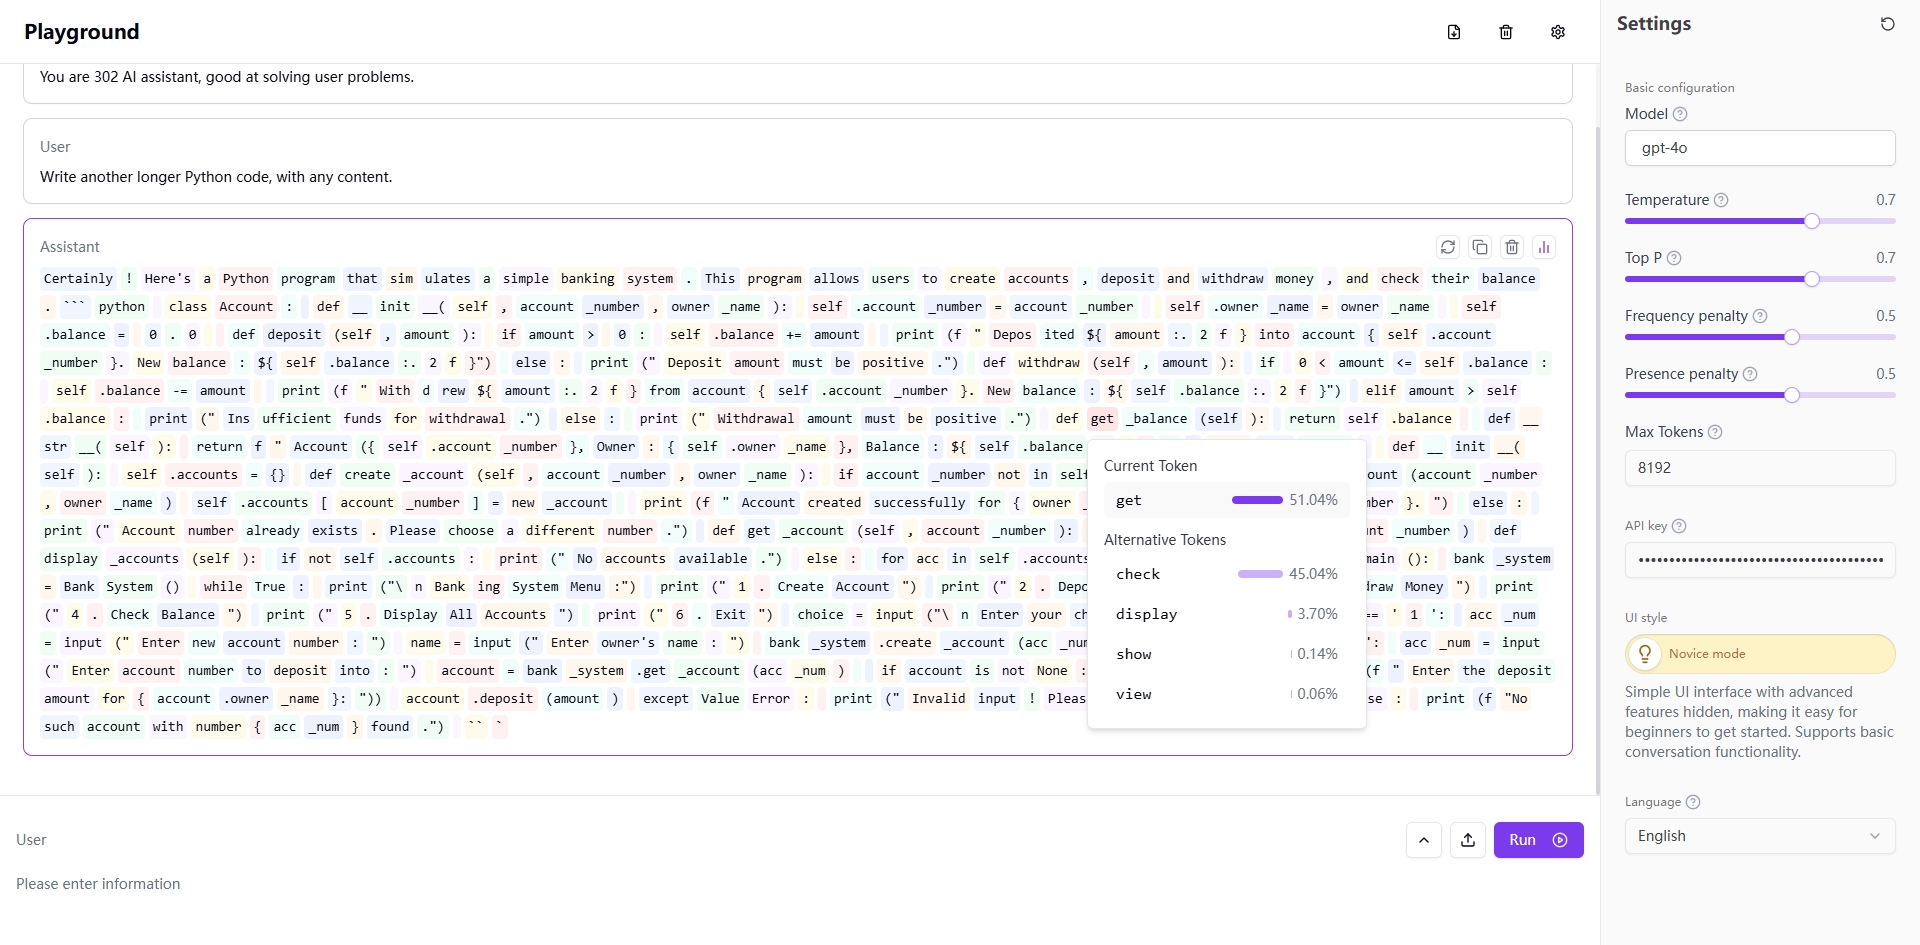 Playground
You are 302 AI assistant, good at solving user problems.
User
Write another longer Python code, with any content.
Assistant
Certainly ! Here's a Python program that sim ulates a simple banking system . This program allows users to create accounts , deposit and withdraw money , and check their balance
. ``` python class Account : def __ init __( self , account _number , owner _name ): self .account _number = account _number self .owner _name = owner _name self
.balance = 0 . 0 def deposit (self , amount ): if amount > 0 : self .balance += amount print (f " Depos ited ${ amount :. 2 f } into account { self .account
_number }. New balance : ${ self .balance :. 2 f }") else : print (" Deposit amount must be positive .") def withdraw (self , amount ): if 0 < amount <= self .balance :
self .balance -= amount print (f " With d rew ${ amount :. 2 f } from account { self .account _number }. New balance : ${ self .balance :. 2 f }") elif amount > self
.balance : print (" Ins ufficient funds for withdrawal .") else : print (" Withdrawal amount must be positive .") def get _balance (self ): return self .balance def __
str __( self ): return f " Account ({ self .account _number }, Owner : { self .owner _name }, Balance : ${ self .balance def __ init __(
self ): self .accounts = {} def create _account (self , account _number , owner _name ): if account _number not in self ount (account _number
, owner _name ) self .accounts [ account _number ] = new _account print (f " Account created successfully for { owner _ mber }. ") else :
print (" Account number already exists . Please choose a different number .") def get _account (self , account _number ): nt _number ) def
display _accounts (self ): if not self .accounts : print (" No accounts available .") else : for acc in self .accounts main (): bank _system
= Bank System () while True : print ("\ n Bank ing System Menu :") print (" 1 . Create Account ") print (" 2 . Depo draw Money ") print
(" 4 . Check Balance ") print (" 5 . Display All Accounts ") print (" 6 . Exit ") choice = input ("\ n Enter your ch == ' 1 ': acc _num
= input (" Enter new account number : ") name = input (" Enter owner's name : ") bank _system .create _account (acc _num ': acc _num = input
(" Enter account number to deposit into : ") account = bank _system .get _account (acc _num ) if account is not None : (f " Enter the deposit
amount for { account .owner _name }: ")) account .deposit (amount ) except Value Error : print (" Invalid input ! Pleas se : print (f "No
such account with number { acc _num } found .") `` `
Current Token
get 51.04%
Alternative Tokens
check 45.04%
display 3.70%
show 0.14%
view 0.06%
User
Run
Please enter information
Settings
Basic configuration
Model
gpt-4o
Temperature 0.7
Top P 0.7
Frequency penalty 0.5
Presence penalty 0.5
Max Tokens
8192
API key
••••••••••••••••••••••••••••••••••
UI style
Novice mode
Simple UI interface with advanced
features hidden, making it easy for
beginners to get started. Supports basic
conversation functionality.
Language
English